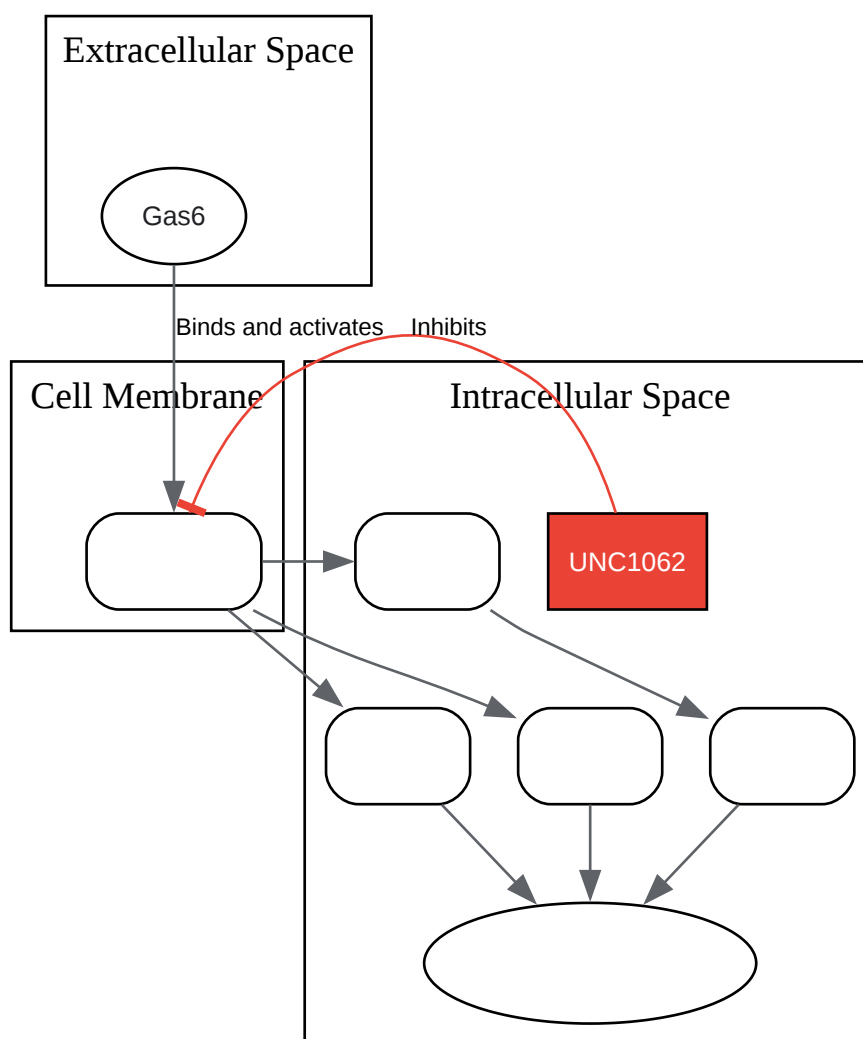 Extracellular Space
Gas6
Binds and activates
Inhibits
Cell Membrane
Intracellular Space
UNC1062